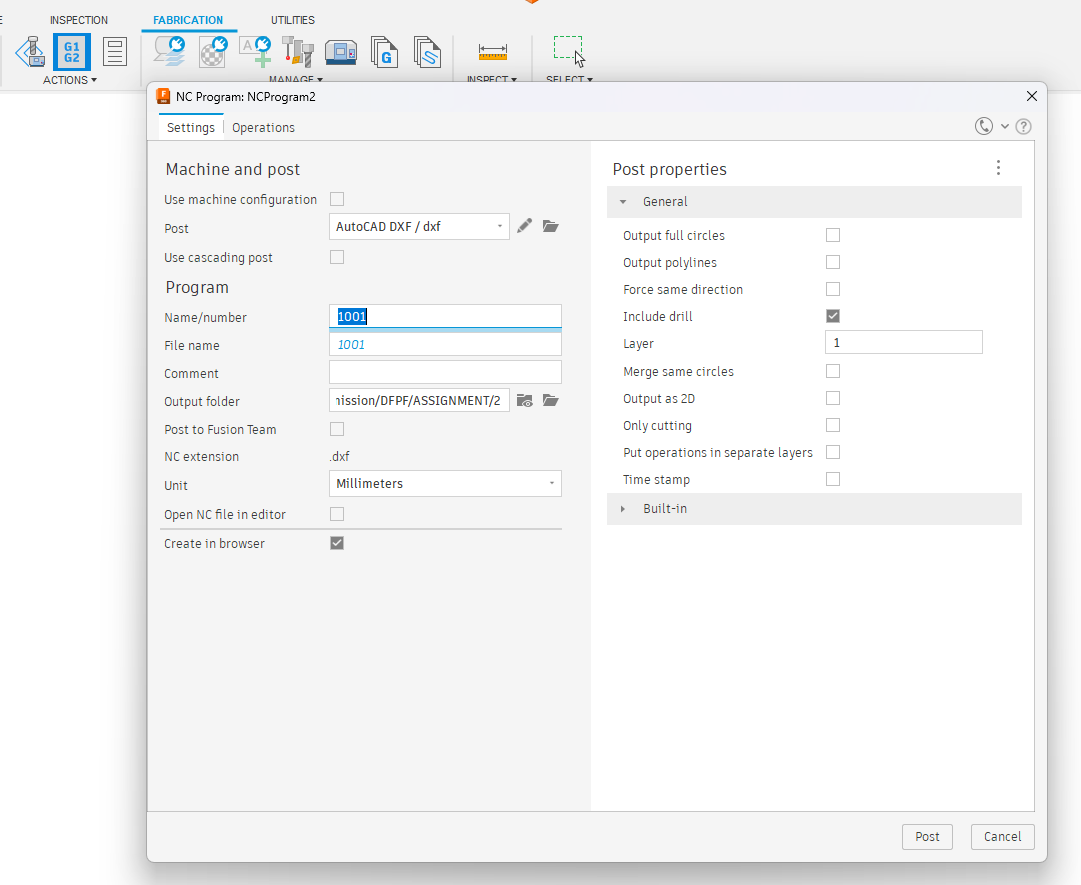 INSPECTION FABRICATION UTILITIES
G1
G2
A
G
S
ACTIONS MANAGE INSPECT SELECT
NC Program: NCProgram2
Settings Operations
Machine and post
Use machine configuration
Post AutoCAD DXF / dxf
Use cascading post
Program
Name/number 1001
File name 1001
Comment
Output folder nission/DFPF/ASSIGNMENT/2
Post to Fusion Team
NC extension .dxf
Unit Millimeters
Open NC file in editor
Create in browser
Post properties
General
Output full circles
Output polylines
Force same direction
Include drill
Layer 1
Merge same circles
Output as 2D
Only cutting
Put operations in separate layers
Time stamp
Built-in
Post Cancel